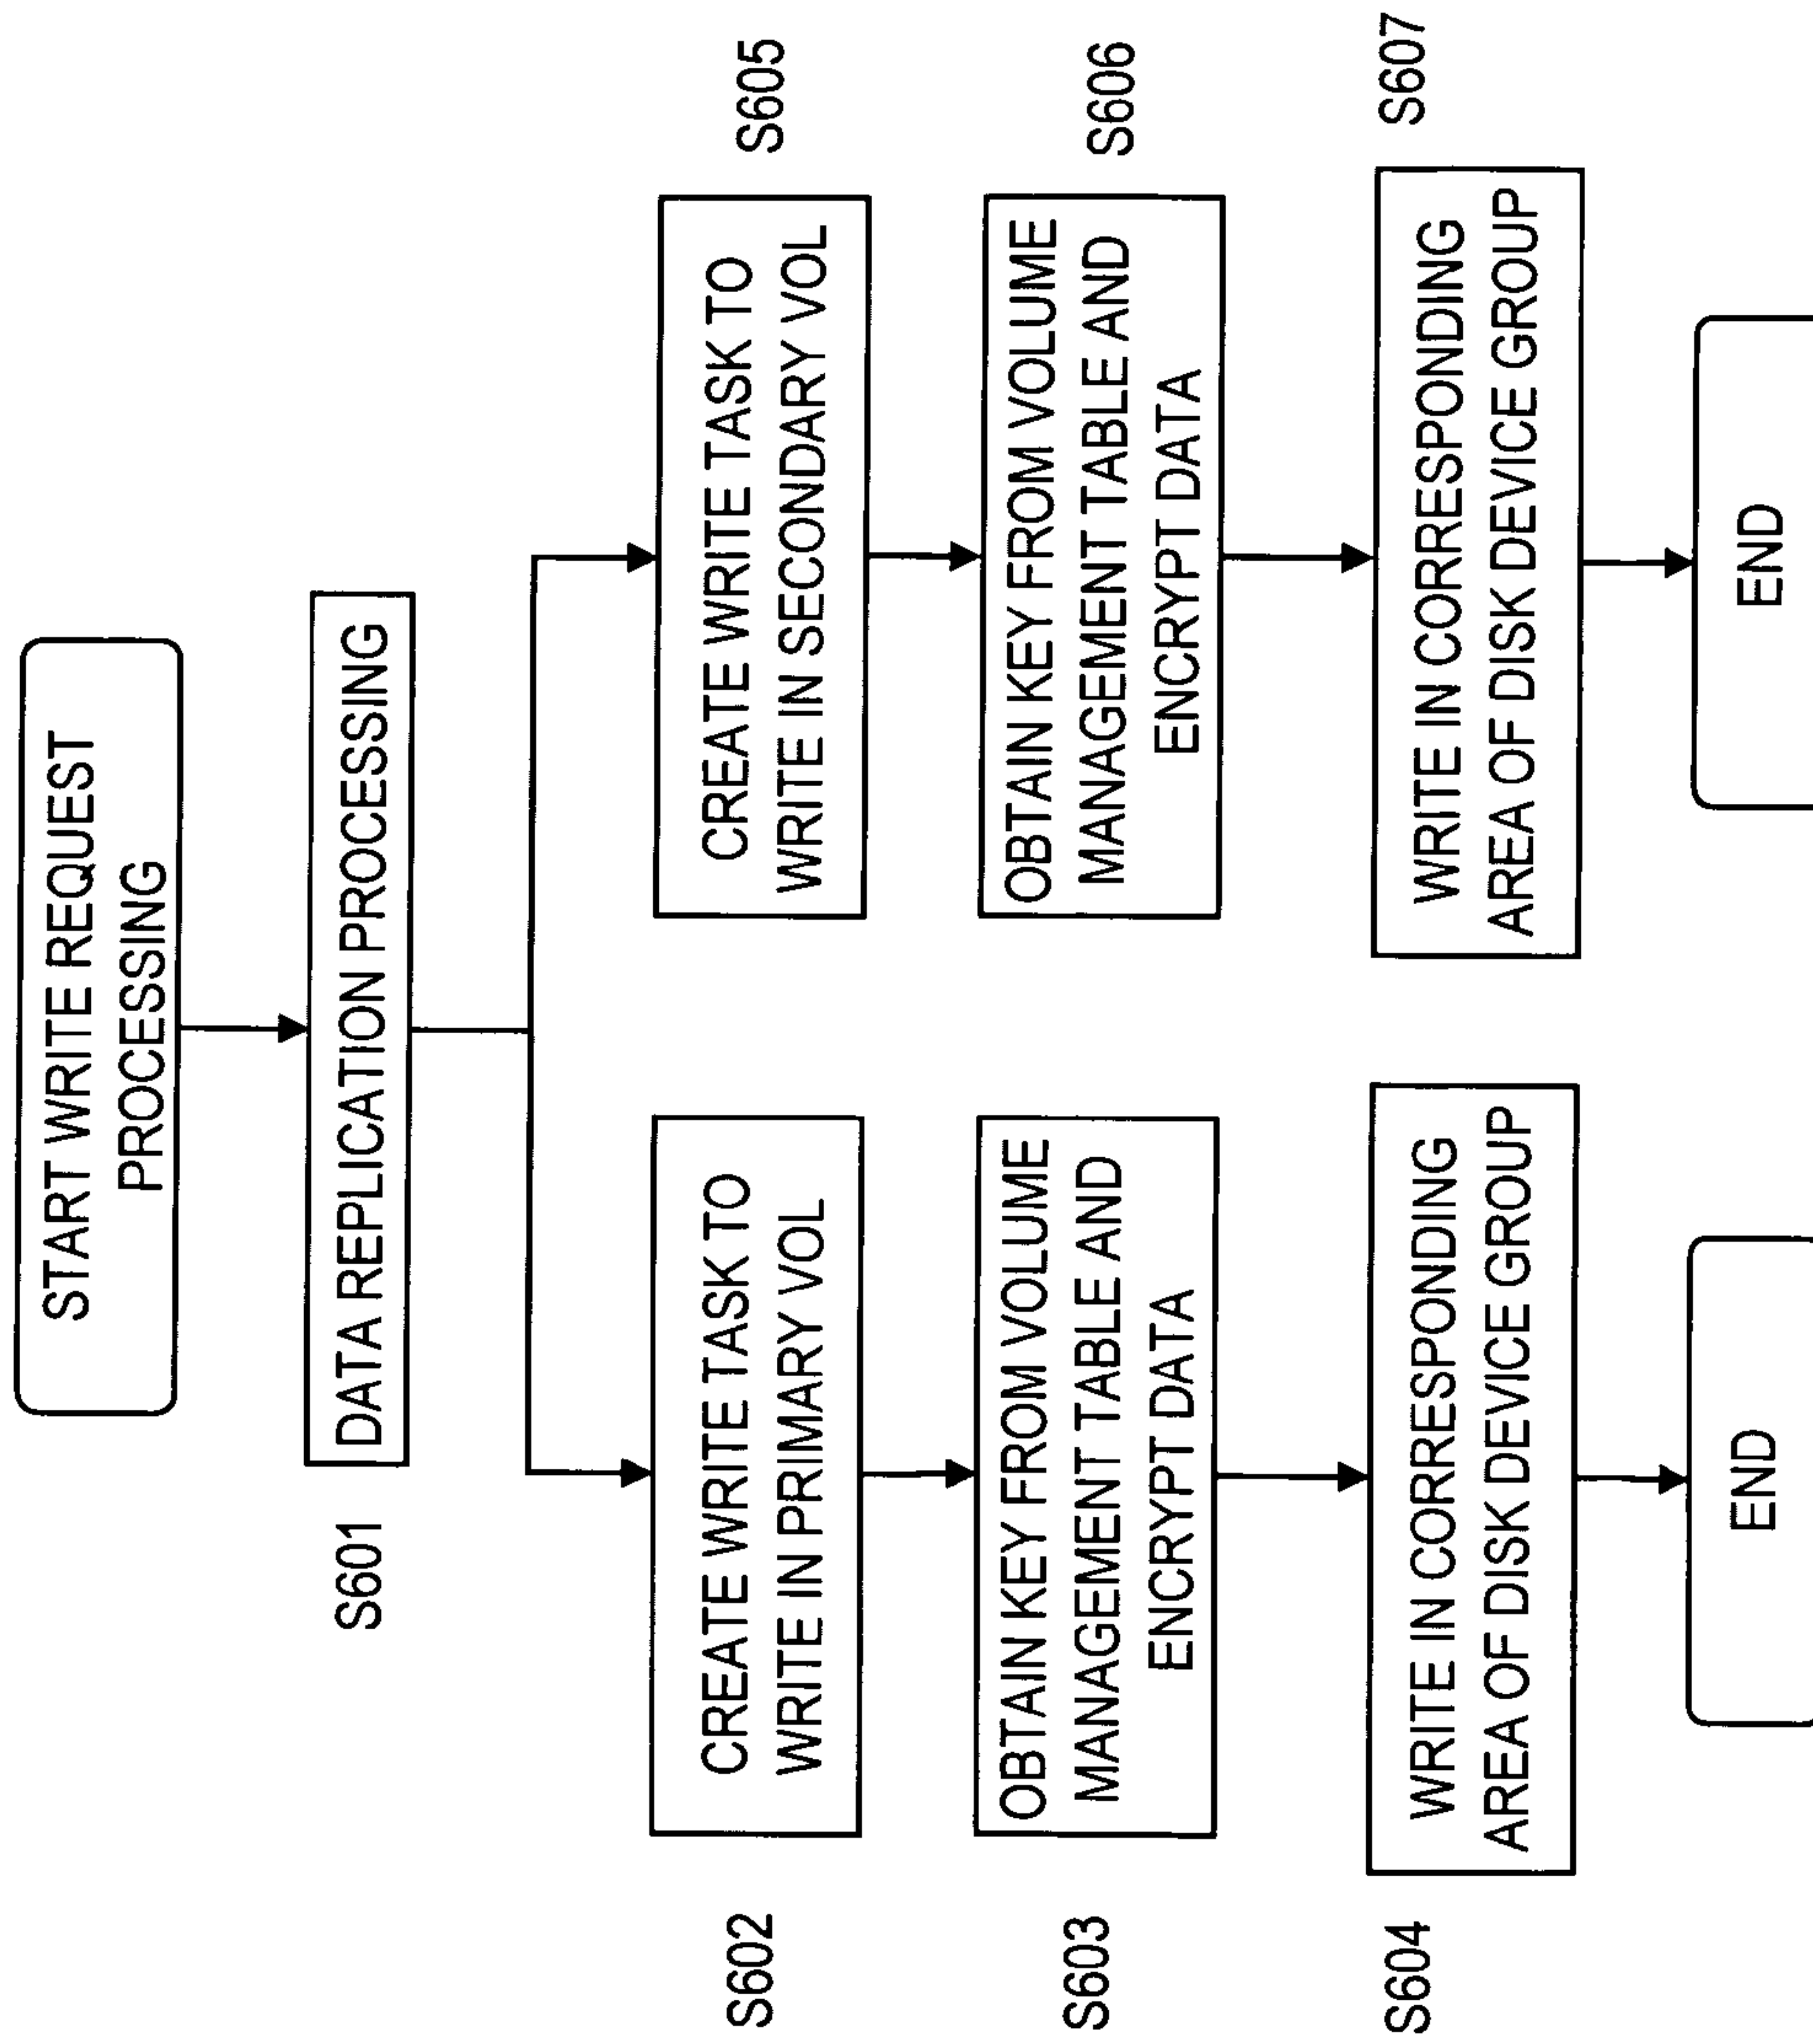 START WRITE REQUEST
PROCESSING
S601
DATA REPLICATION PROCESSING
S602
CREATE WRITE TASK TO
WRITE IN PRIMARY VOL
S603
OBTAIN KEY FROM VOLUME
MANAGEMENT TABLE AND
ENCRYPT DATA
S604
WRITE IN CORRESPONDING
AREA OF DISK DEVICE GROUP
END
CREATE WRITE TASK TO
WRITE IN SECONDARY VOL
S605
OBTAIN KEY FROM VOLUME
MANAGEMENT TABLE AND
ENCRYPT DATA
S606
WRITE IN CORRESPONDING
AREA OF DISK DEVICE GROUP
S607
END